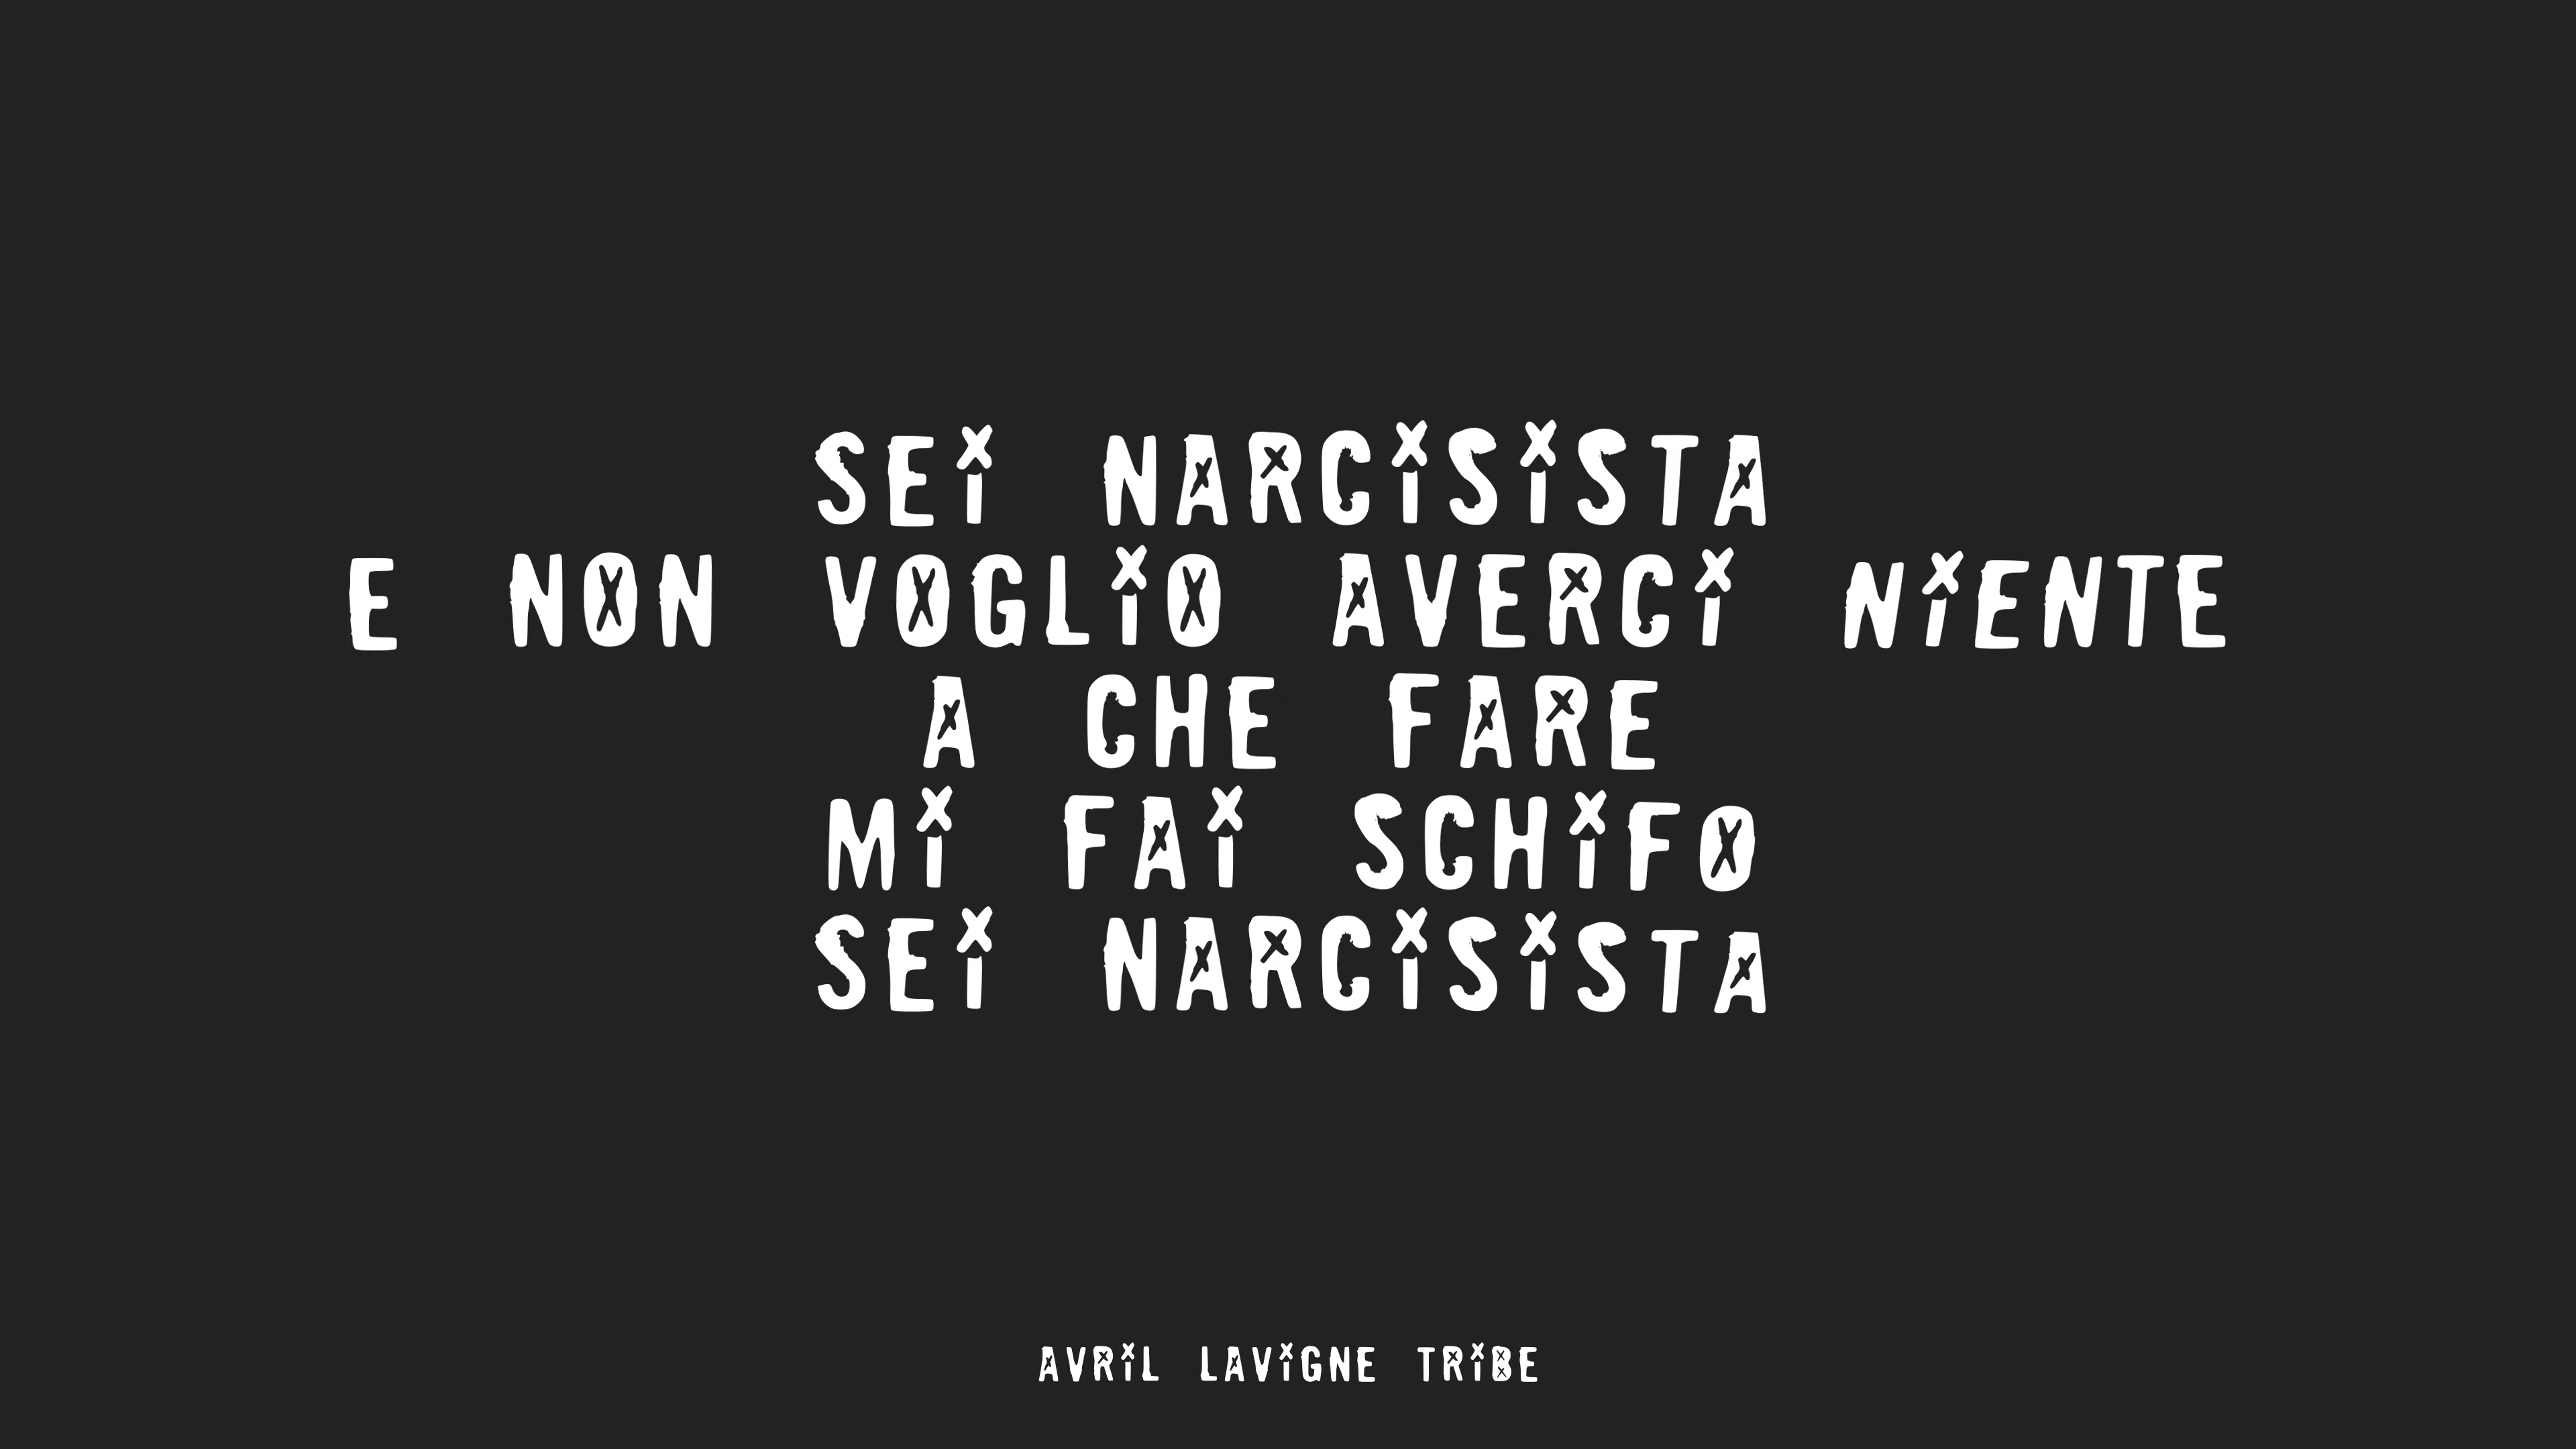 SEi NARCiSiSTA
E NON VOGLiO AVERCi NiENTE
A CHE FARE
Mi FAi SCHiFO
SEi NARCiSiSTA
AVRiL LAViGNE TRiBE